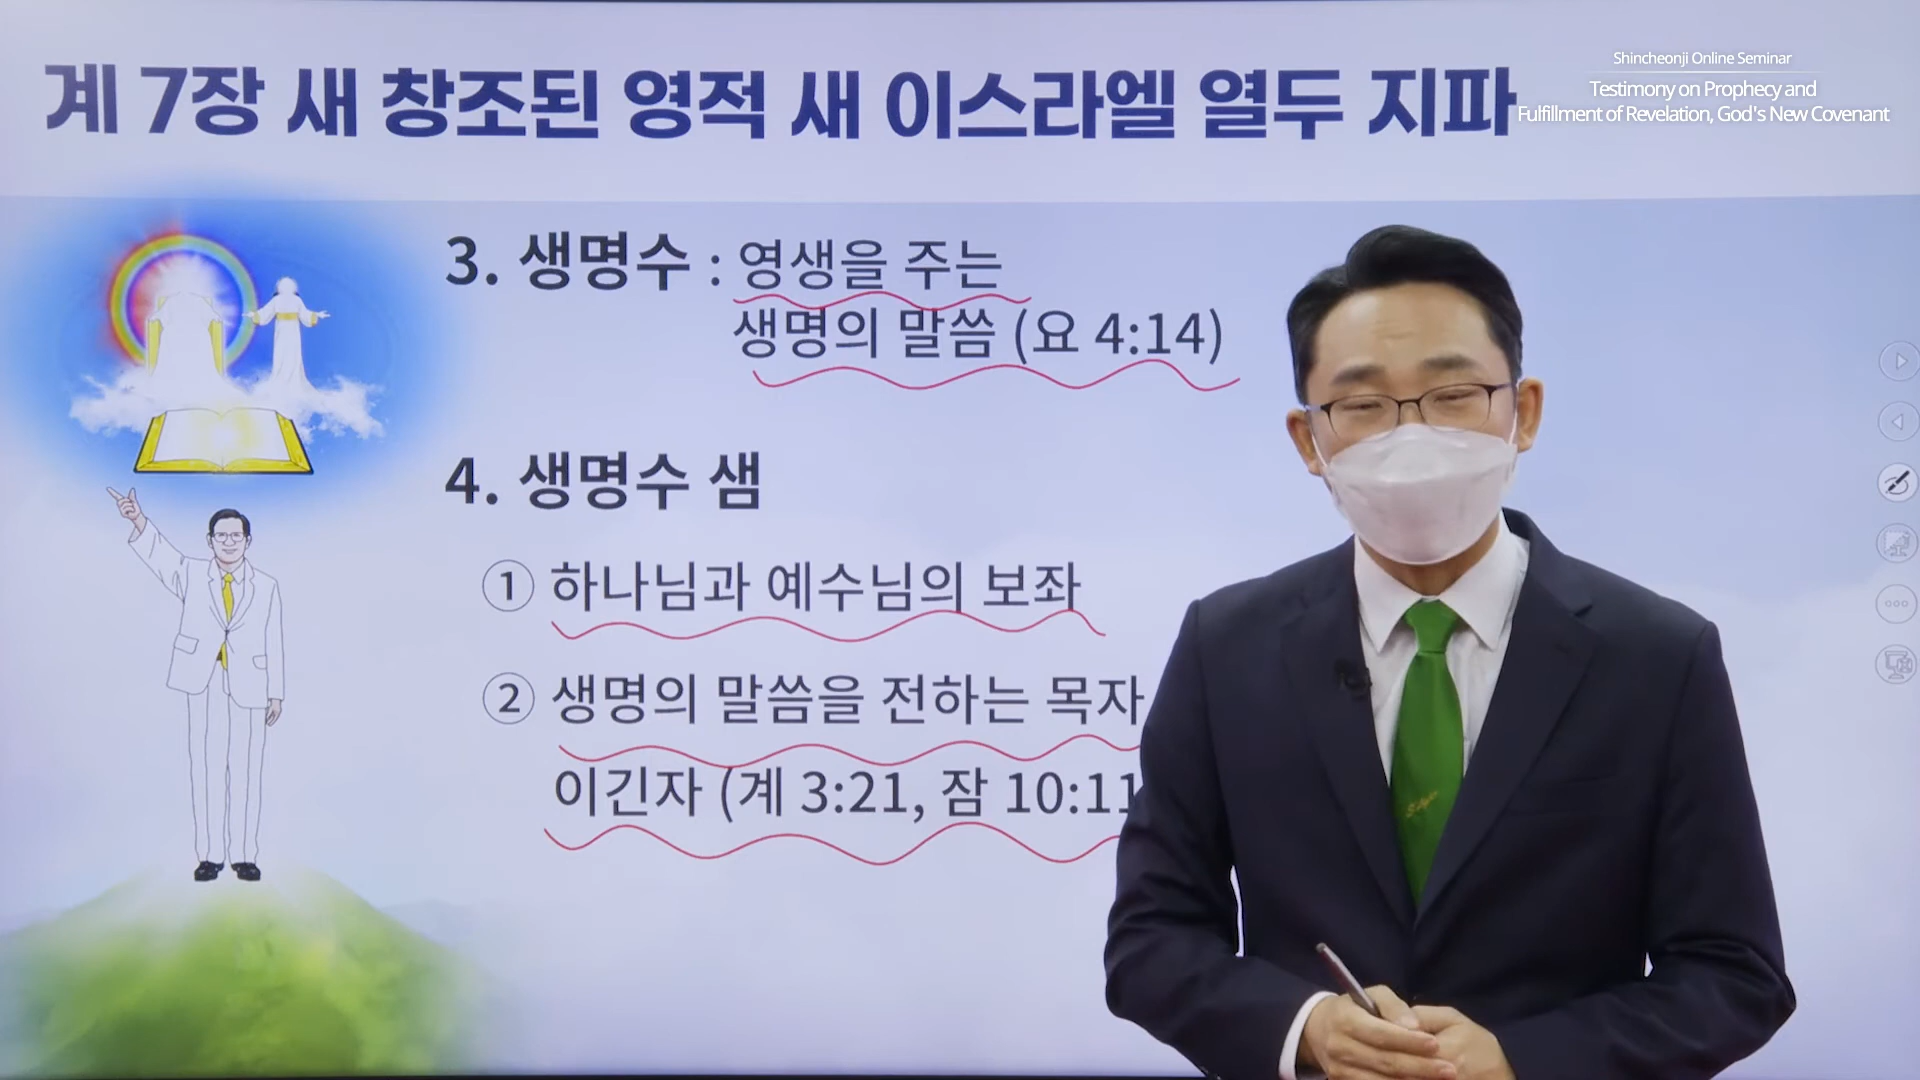 계 7장 새 창조된 영적 새 이스라엘 열두 지파
Shincheonji Online Seminar
Testimony on Prophecy and
Fulfillment of Revelation, God's New Covenant
3. 생명수 : 영생을 주는
생명의 말씀 (요 4:14)
4. 생명수 샘
① 하나님과 예수님의 보좌
② 생명의 말씀을 전하는 목자
이긴자 (계 3:21, 잠 10:11